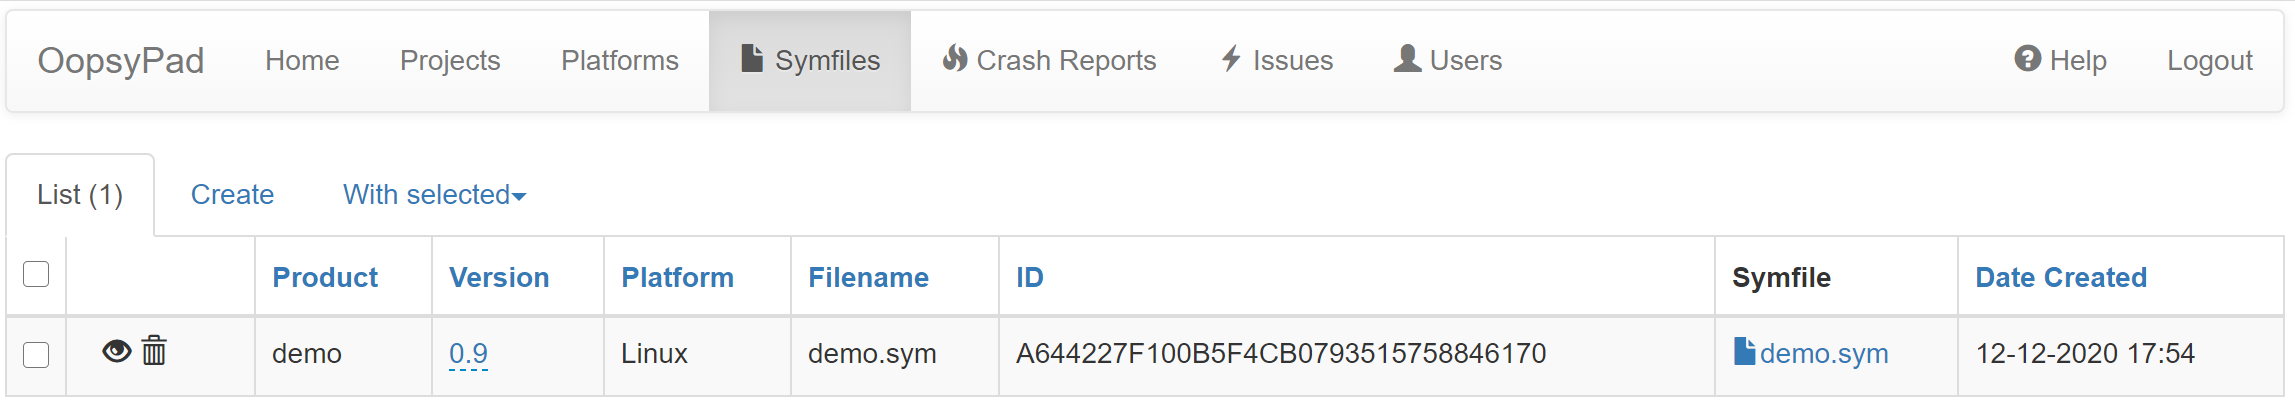 OopsyPad Home Projects Platforms Symfiles Crash Reports Issues Users Help Logout
List (1) Create With selected
Product Version Platform Filename ID Symfile Date Created
demo 0.9 Linux demo.sym A644227F100B5F4CB0793515758846170 demo.sym 12-12-2020 17:54